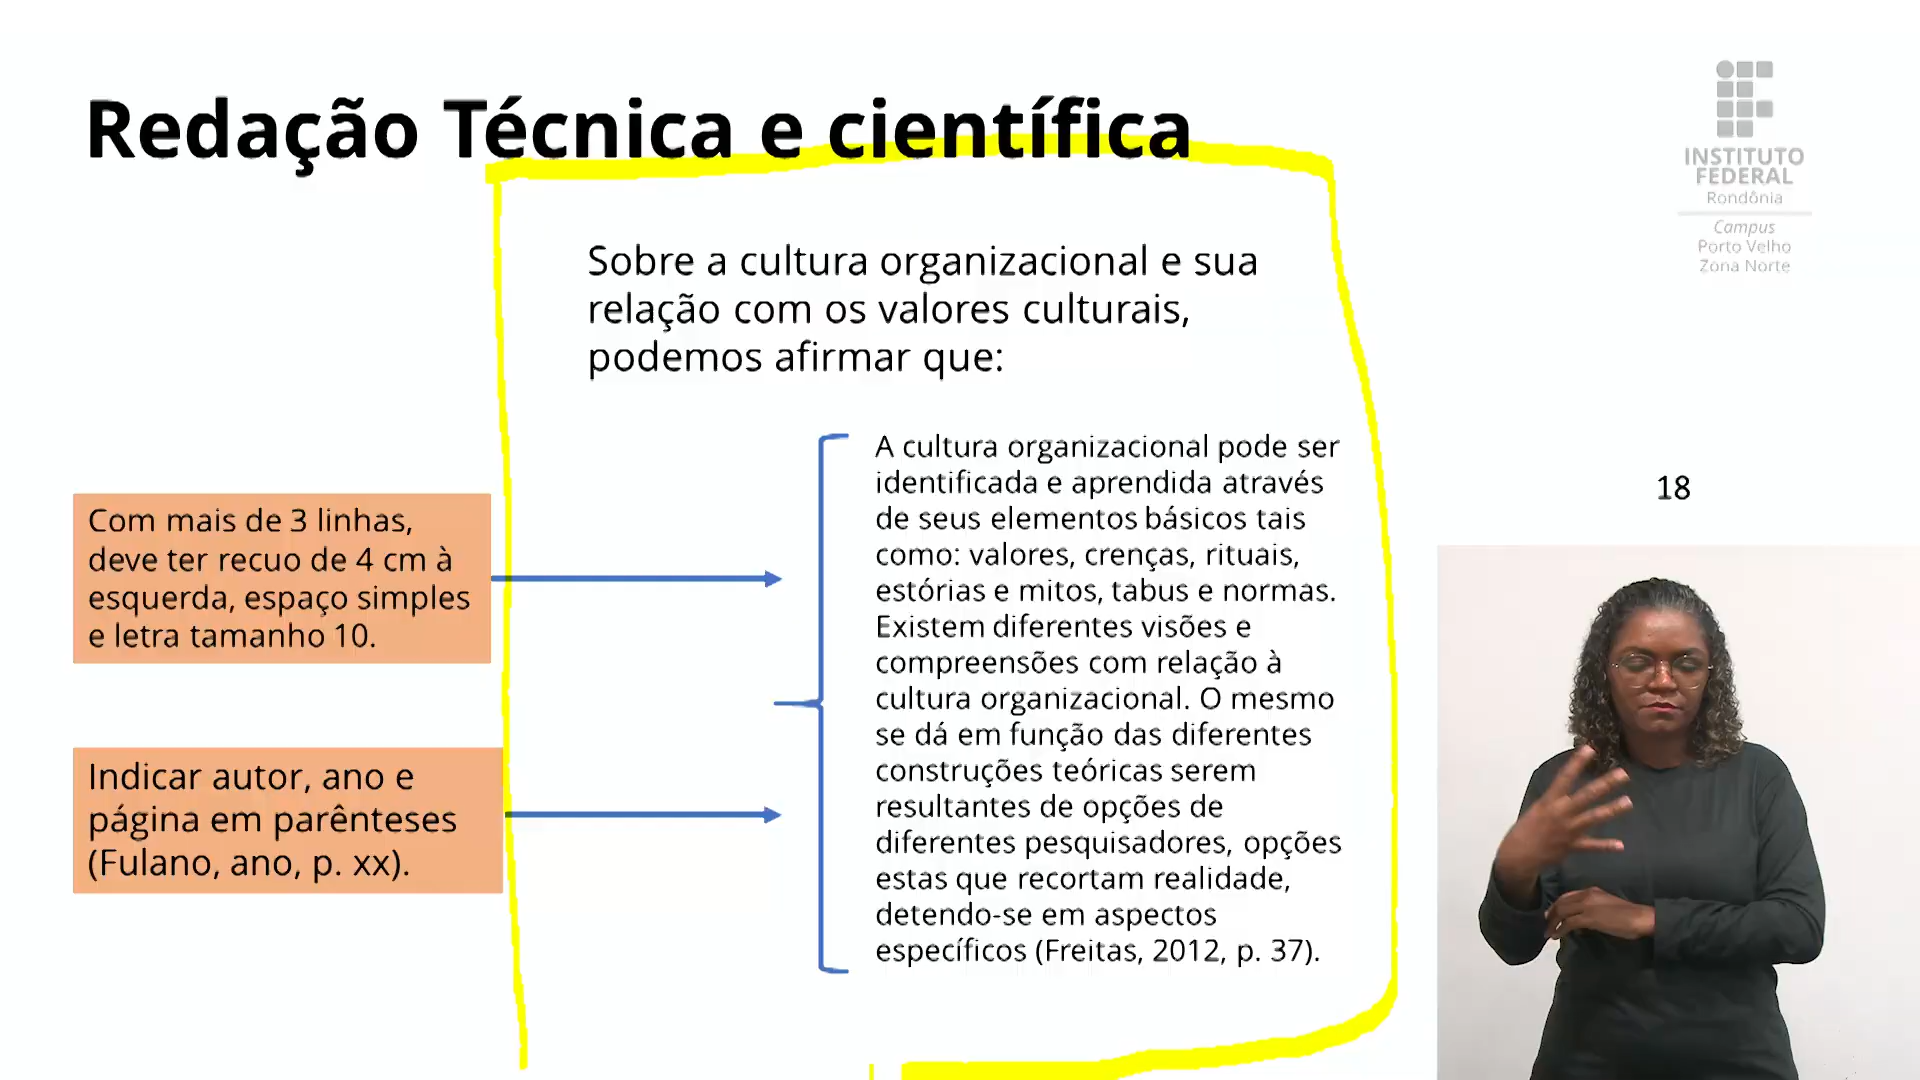 Redação Técnica e científica
INSTITUTO
FEDERAL
Rondônia
Campus
Porto Velho
Zona Norte
Sobre a cultura organizacional e sua
relação com os valores culturais,
podemos afirmar que:
Com mais de 3 linhas,
deve ter recuo de 4 cm à
esquerda, espaço simples
e letra tamanho 10.
Indicar autor, ano e
página em parênteses
(Fulano, ano, p. xx).
A cultura organizacional pode ser
identificada e aprendida através
de seus elementos básicos tais
como: valores, crenças, rituais,
estórias e mitos, tabus e normas.
Existem diferentes visões e
compreensões com relação à
cultura organizacional. O mesmo
se dá em função das diferentes
construções teóricas serem
resultantes de opções de
diferentes pesquisadores, opções
estas que recortam realidade,
detendo-se em aspectos
específicos (Freitas, 2012, p. 37).
18